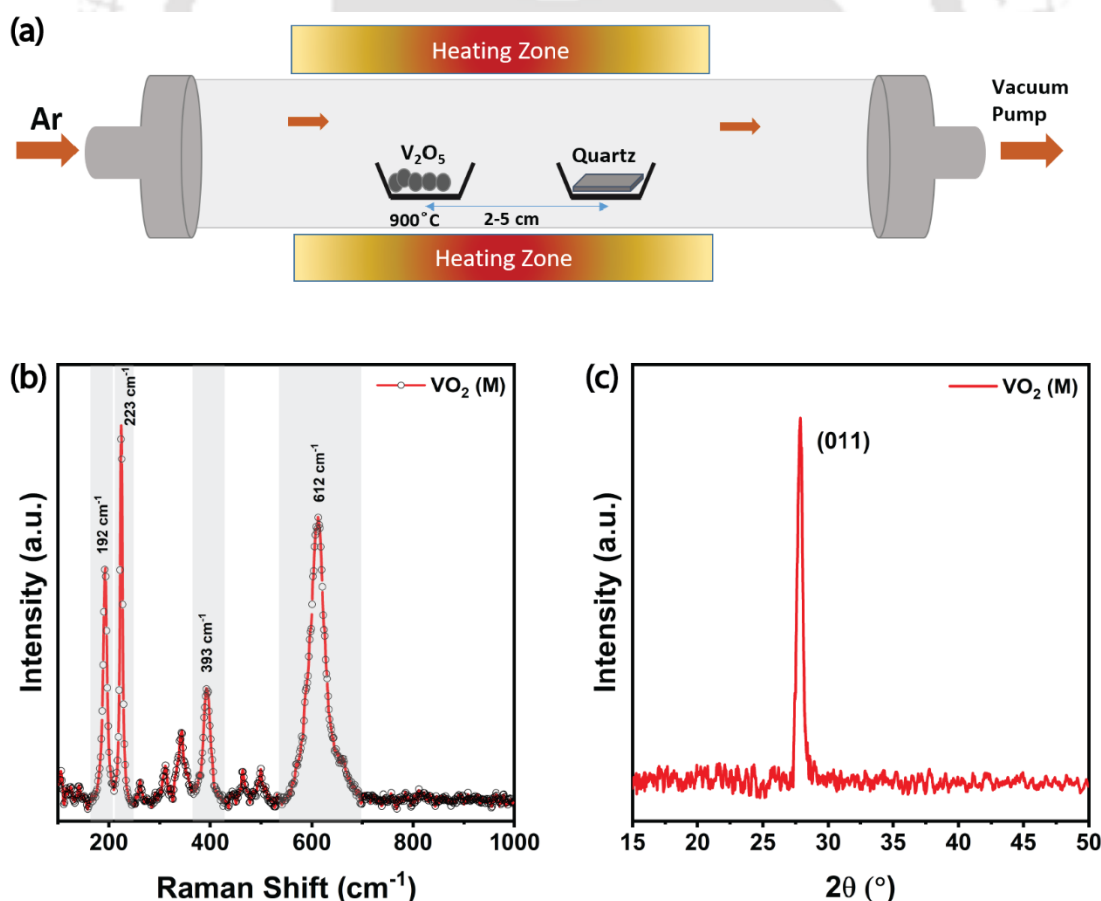 (a)
Heating Zone
Ar
Vacuum
Pump
V₂O₅
Quartz
900°C
2-5 cm
Heating Zone
(b)
VO₂ (M)
192 cm⁻¹
223 cm⁻¹
393 cm⁻¹
612 cm⁻¹
Intensity (a.u.)
200 400 600 800 1000
Raman Shift (cm⁻¹)
(c)
VO₂ (M)
(011)
Intensity (a.u.)
15 20 25 30 35 40 45 50
2θ (°)